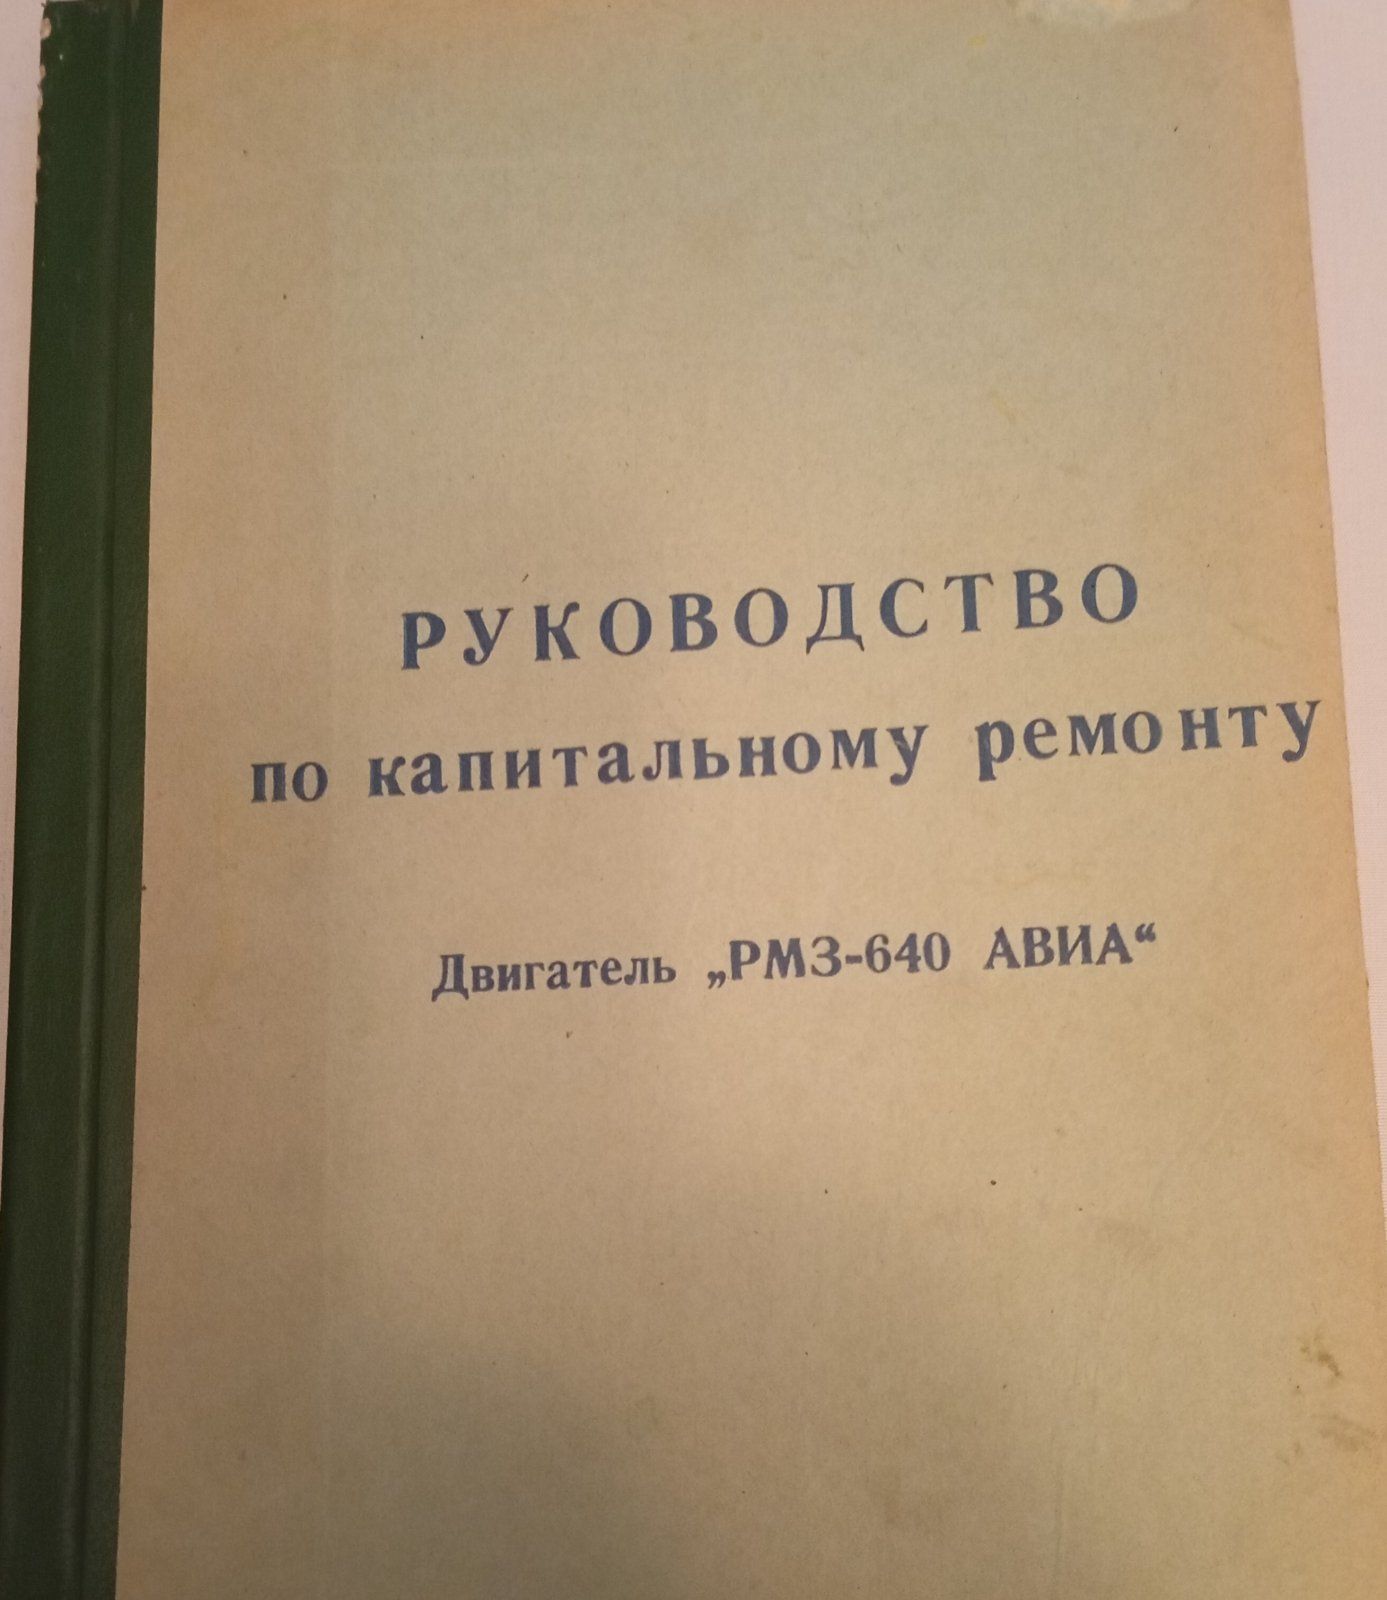 РУКОВОДСТВО
по капитальному ремонту
Двигатель „РМЗ-640 АВИА“